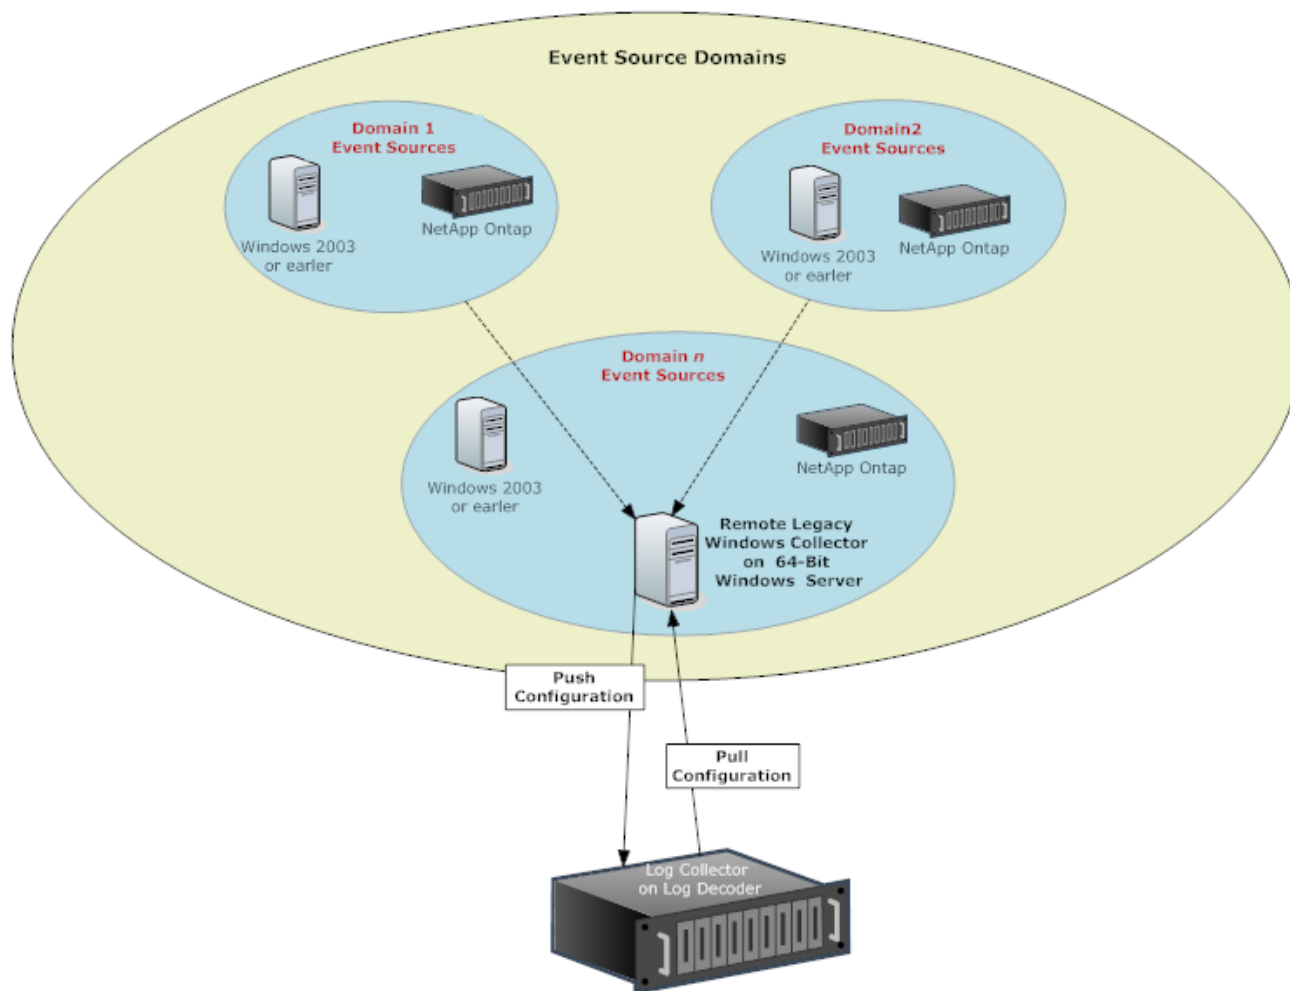 Event Source Domains
Domain 1
Event Sources
Windows 2003
or earler
NetApp Ontap
Domain2
Event Sources
Windows 2003
or earler
NetApp Ontap
Domain n
Event Sources
Windows 2003
or earler
NetApp Ontap
Remote Legacy
Windows Collector
on 64-Bit
Windows Server
Push
Configuration
Pull
Configuration
Log Collector
on Log Decoder